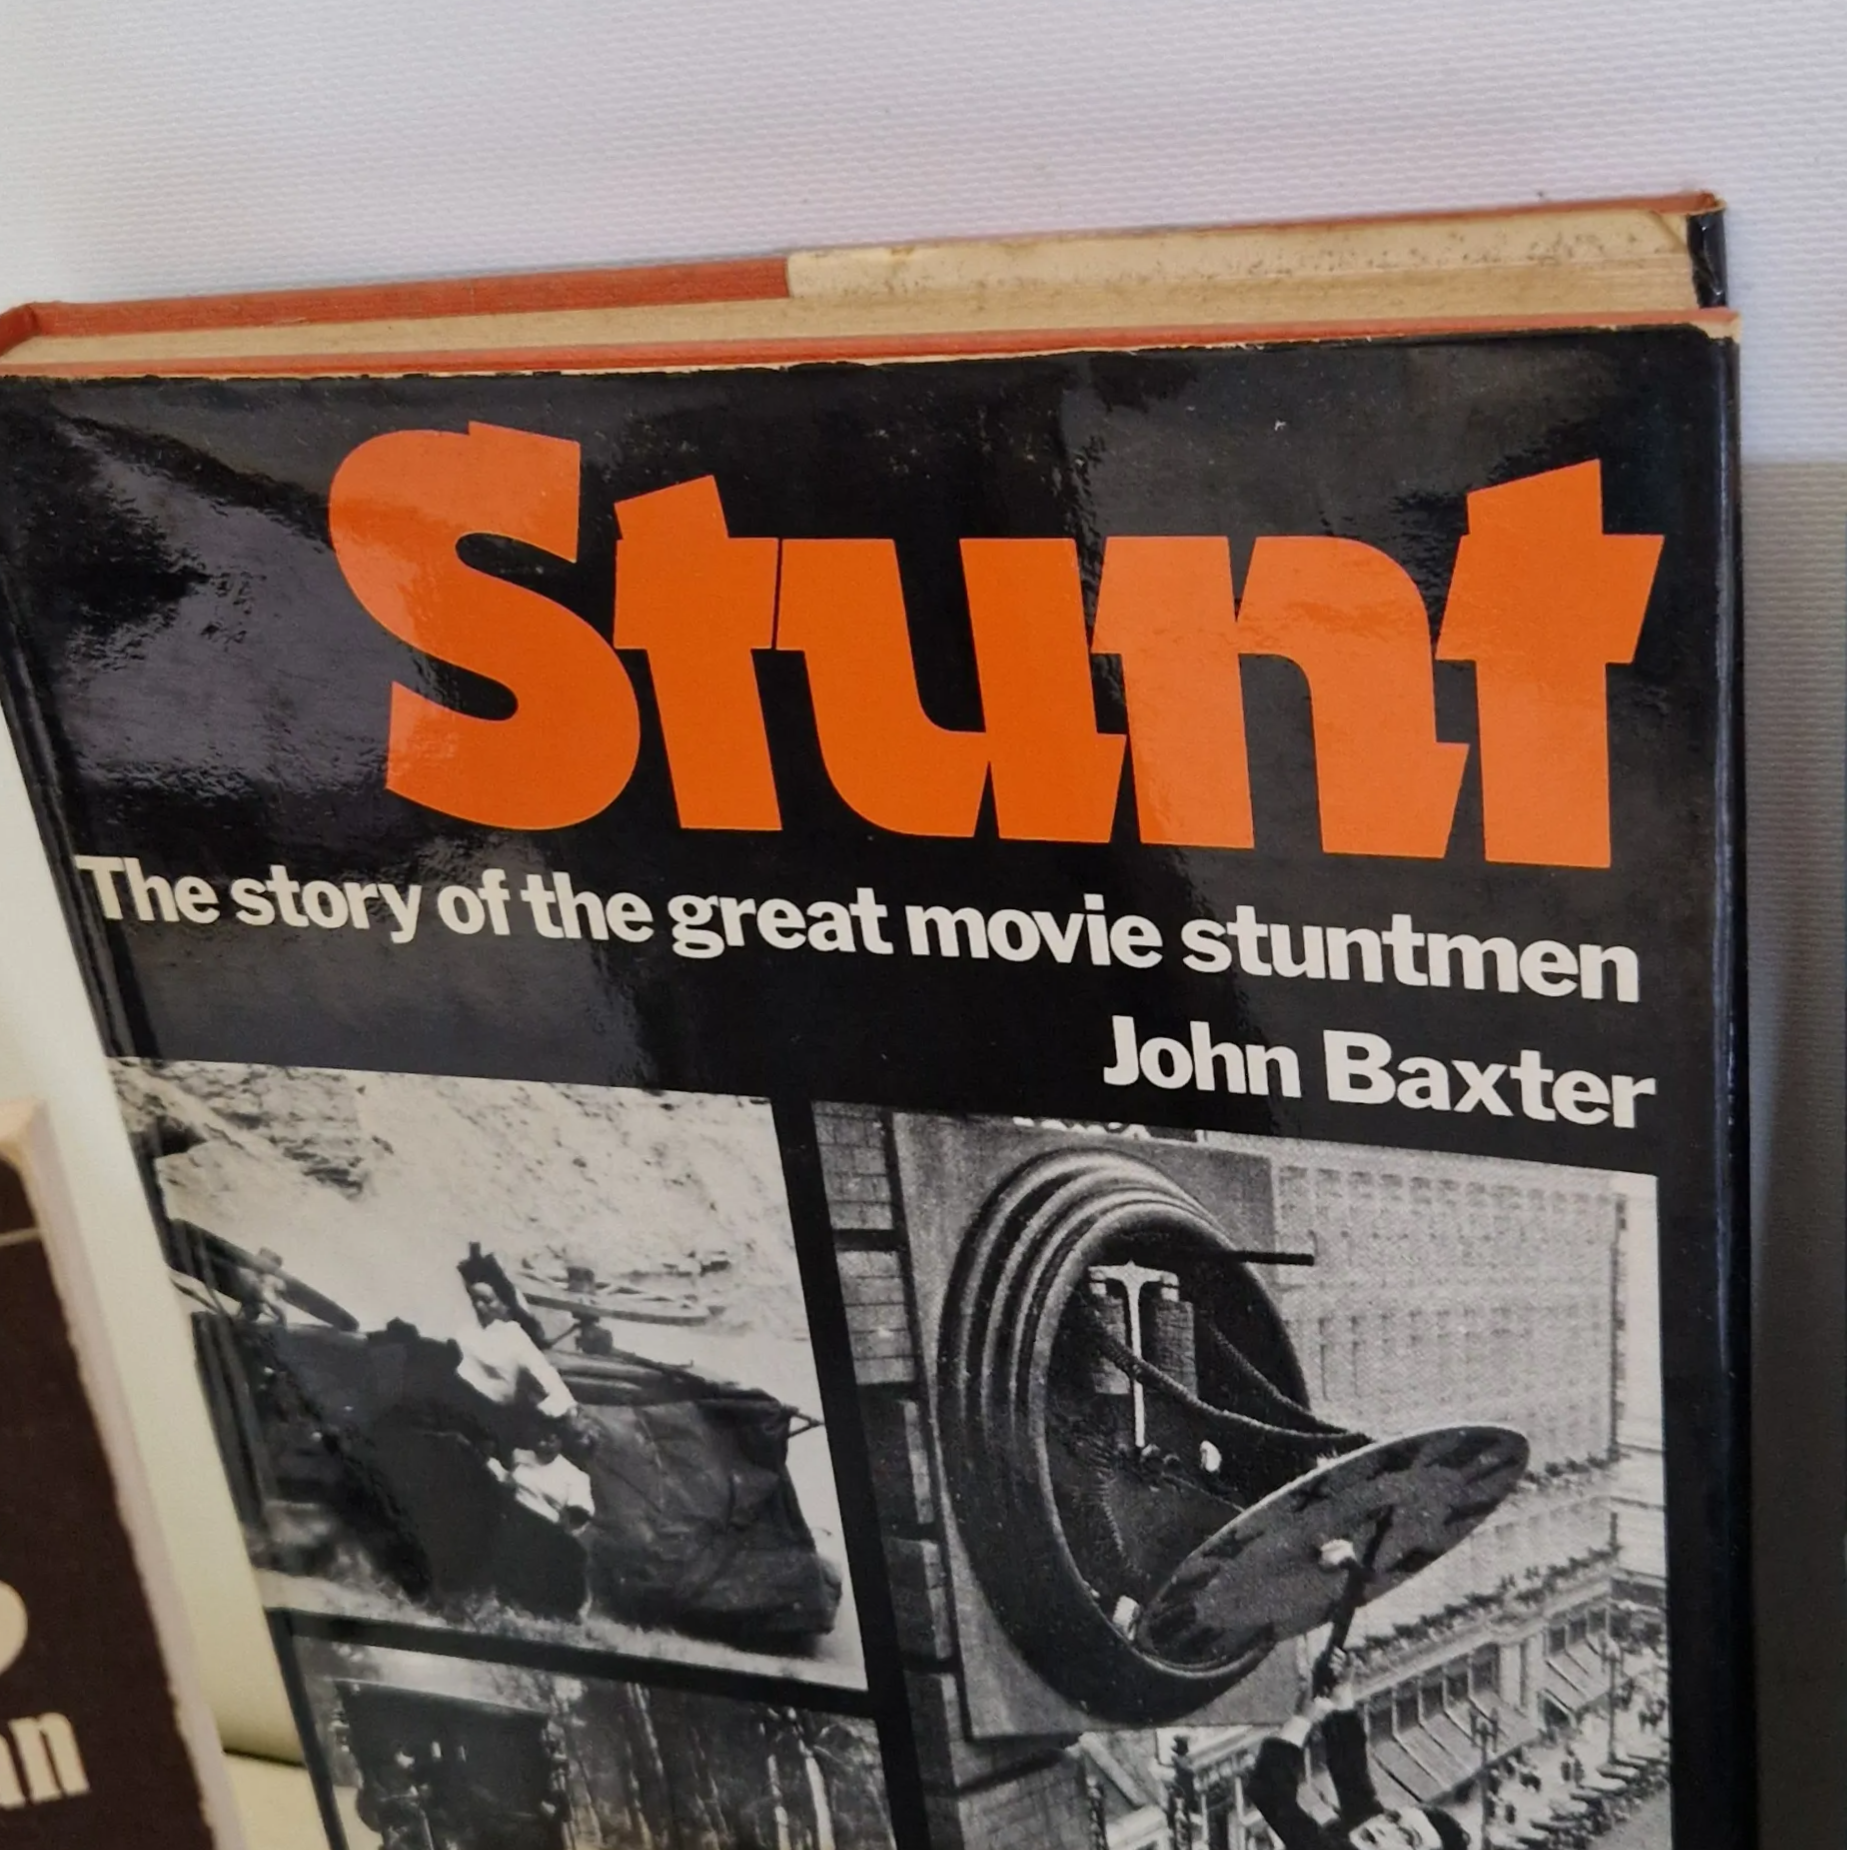 Stunt
The story of the great movie stuntmen
John Baxter